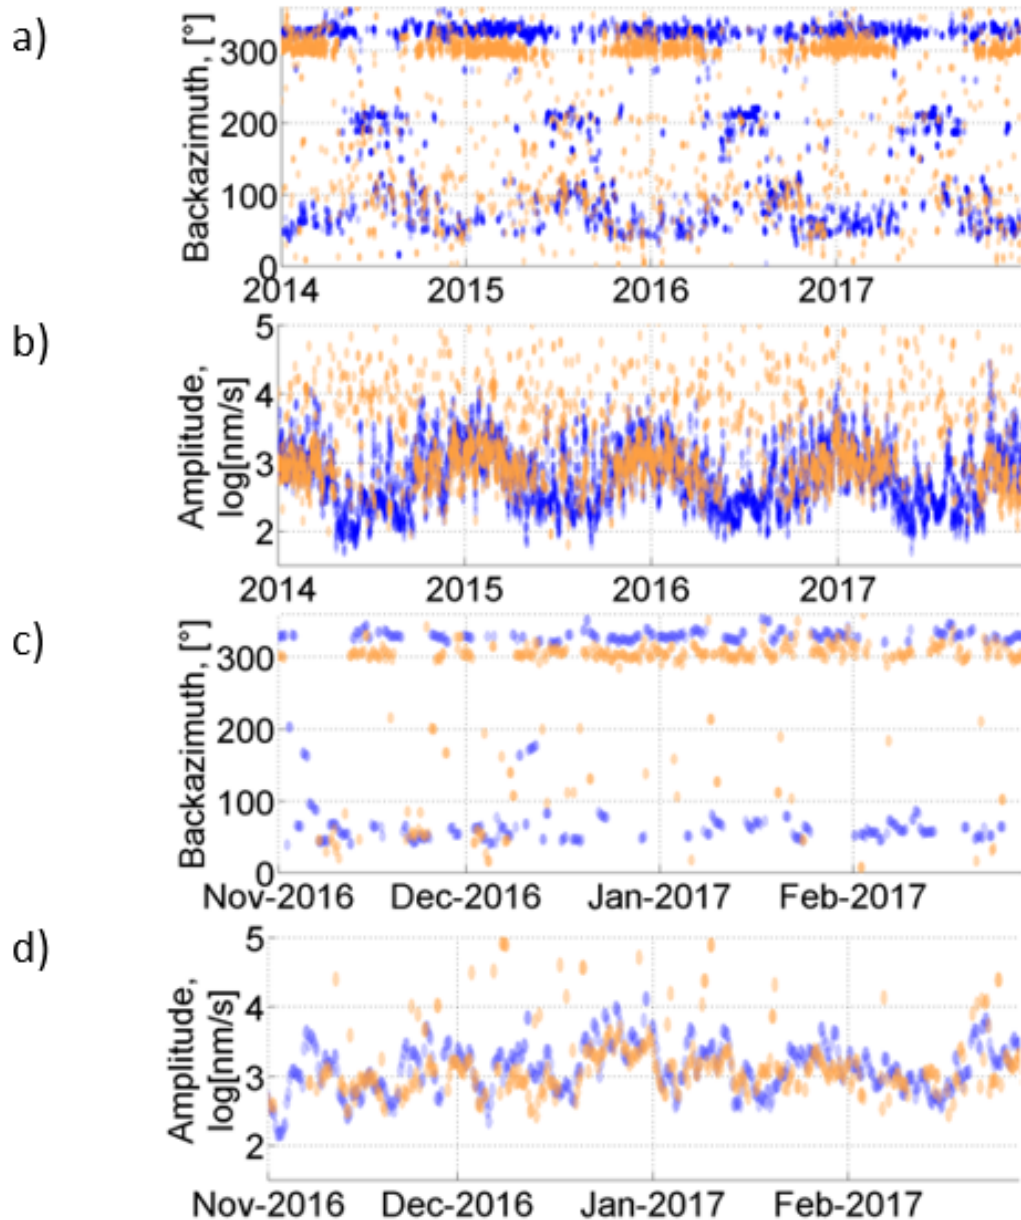 a)
Backazimuth, [°]
300
200
100
0
2014 2015 2016 2017
b)
Amplitude,
log[nm/s]
5
4
3
2
2014 2015 2016 2017
c)
Backazimuth, [°]
300
200
100
0
Nov-2016 Dec-2016 Jan-2017 Feb-2017
d)
Amplitude,
log[nm/s]
5
4
3
2
Nov-2016 Dec-2016 Jan-2017 Feb-2017